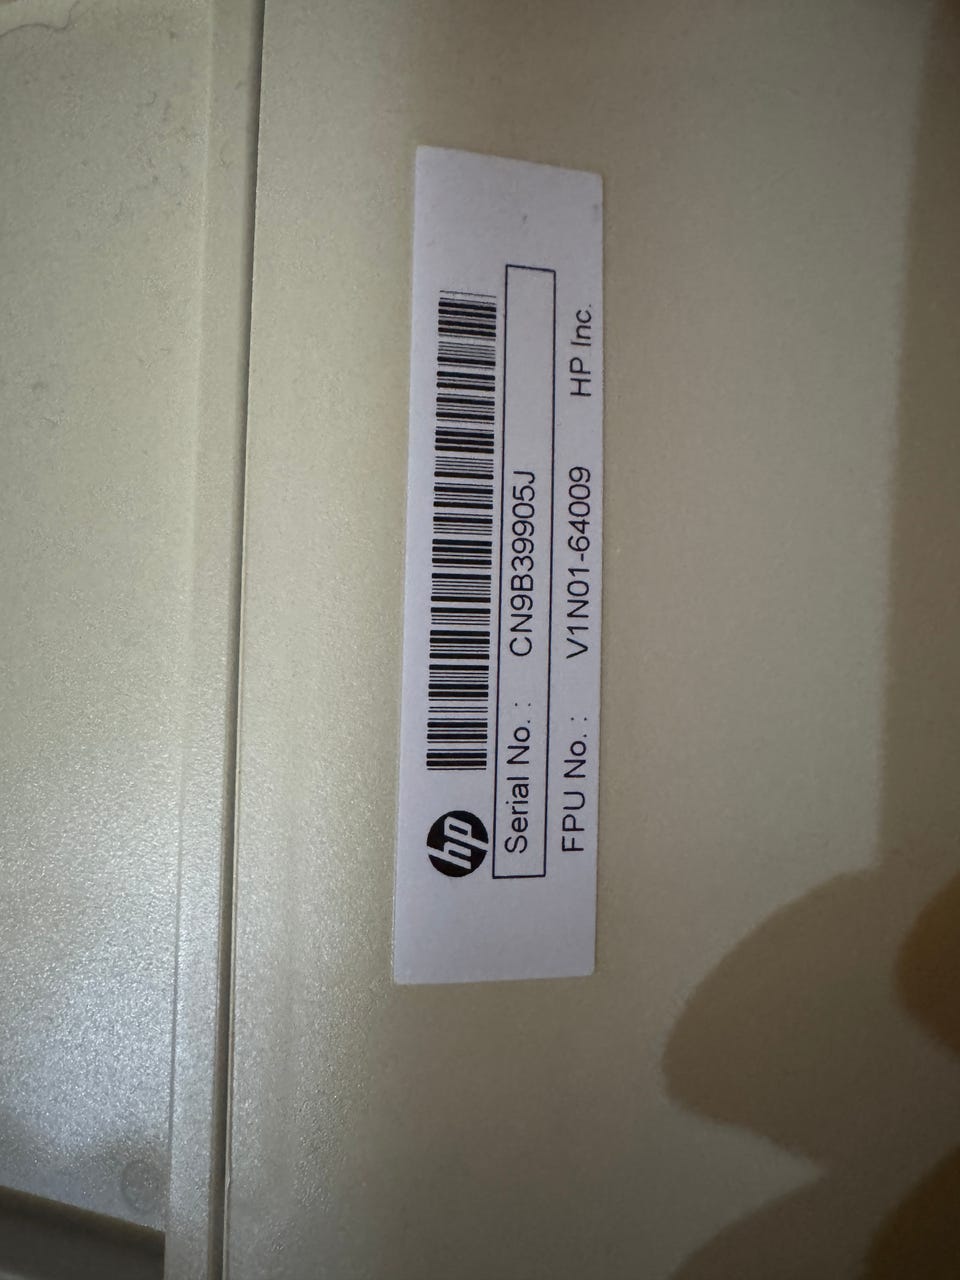 hp
Serial No. : CN9B39905J
FPU No. : V1N01-64009 HP Inc.